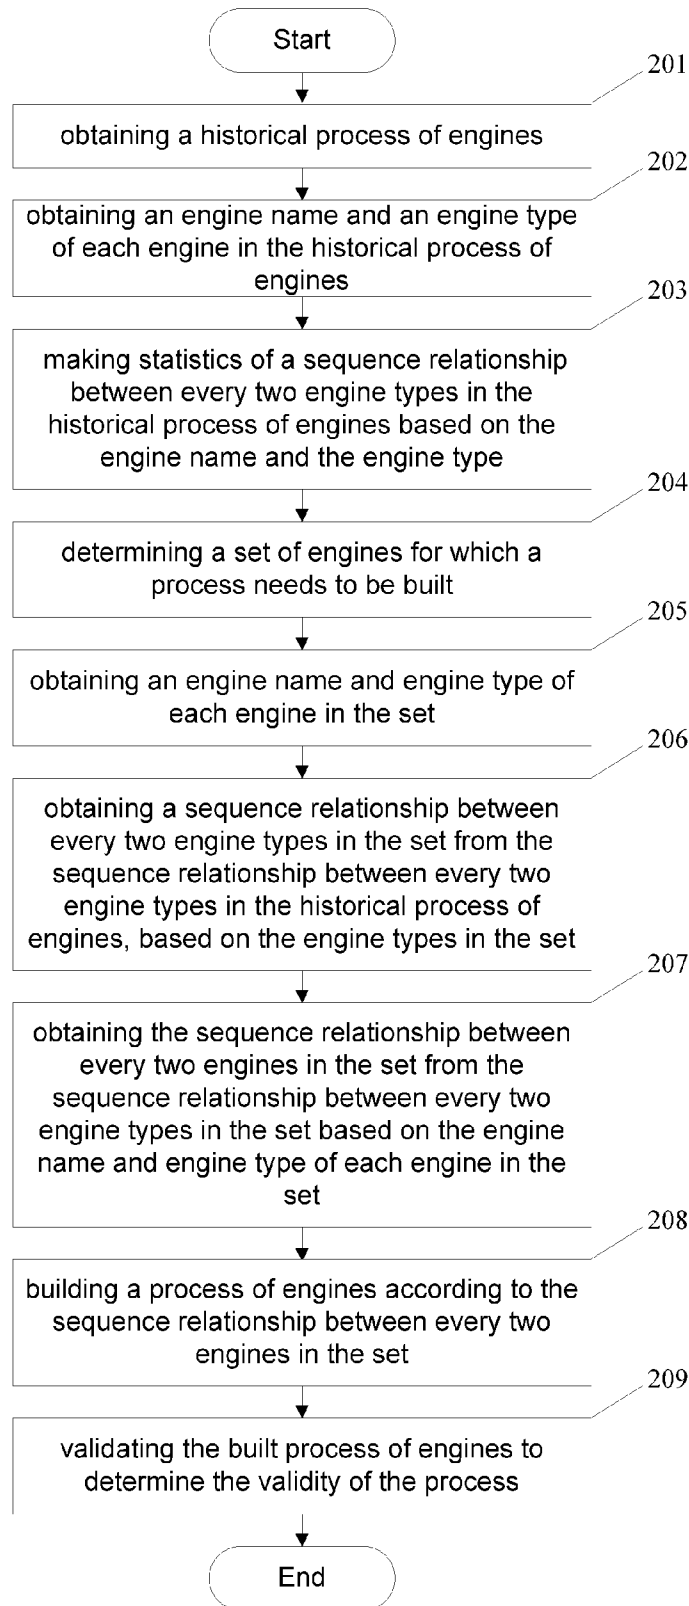 Start
201
obtaining a historical process of engines
202
obtaining an engine name and an engine type
of each engine in the historical process of
engines
203
making statistics of a sequence relationship
between every two engine types in the
historical process of engines based on the
engine name and the engine type
204
determining a set of engines for which a
process needs to be built
205
obtaining an engine name and engine type of
each engine in the set
206
obtaining a sequence relationship between
every two engine types in the set from the
sequence relationship between every two
engine types in the historical process of
engines, based on the engine types in the set
207
obtaining the sequence relationship between
every two engines in the set from the
sequence relationship between every two
engine types in the set based on the engine
name and engine type of each engine in the
set
208
building a process of engines according to the
sequence relationship between every two
engines in the set
209
validating the built process of engines to
determine the validity of the process
End